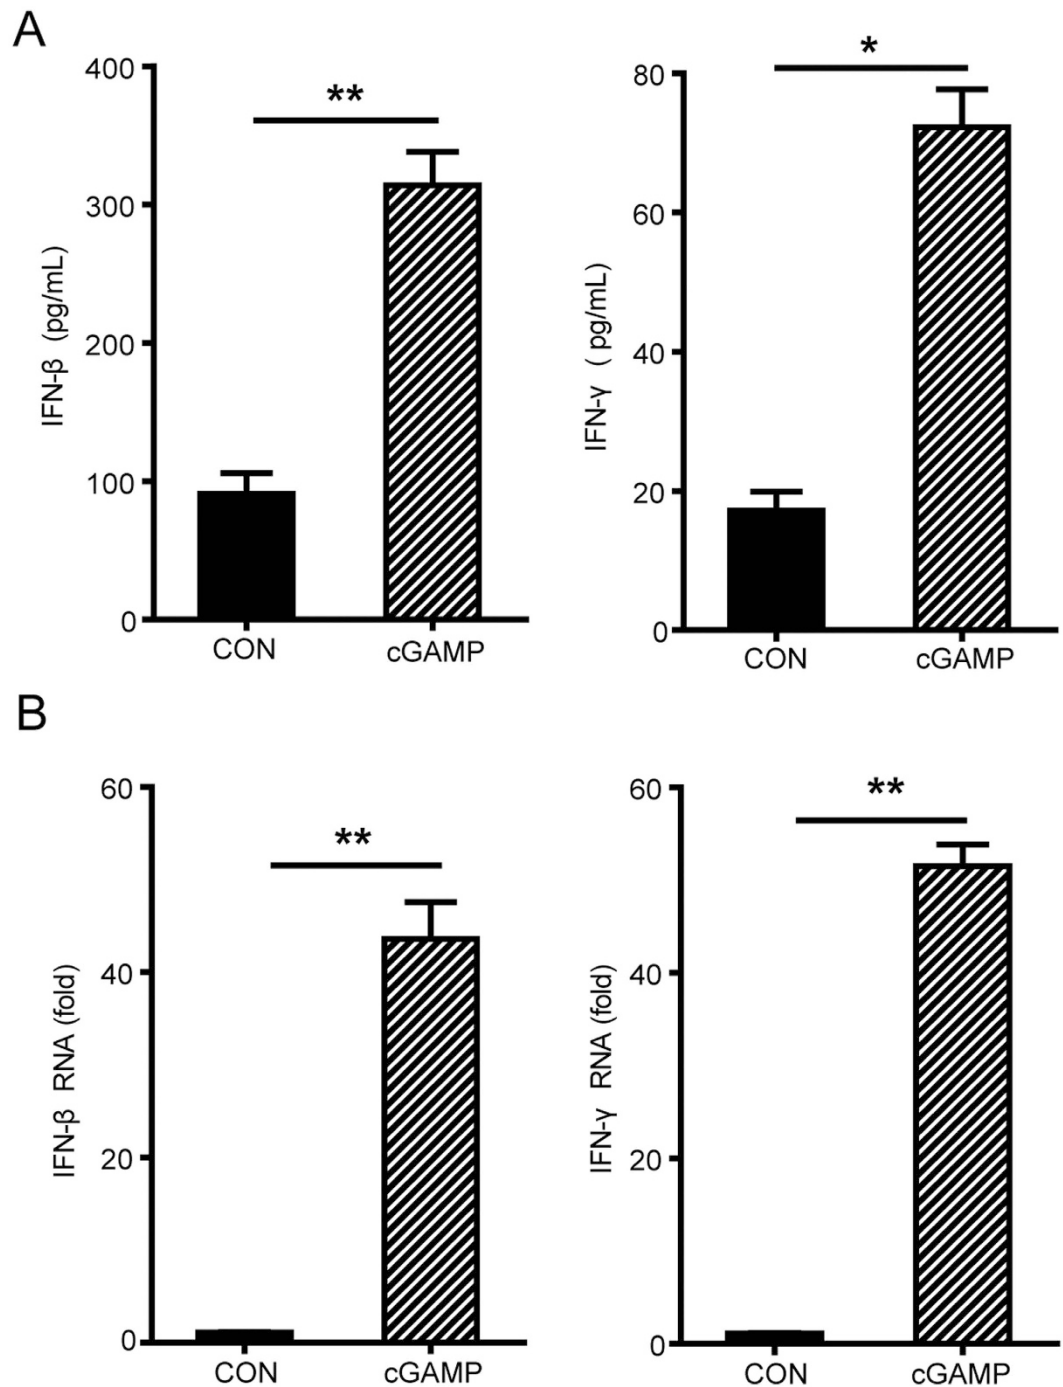 A
400
300
200
100
0
IFN-β (pg/mL)
**
CON
cGAMP
80
60
40
20
0
IFN-γ ( pg/mL)
*
CON
cGAMP
B
60
40
20
0
IFN-β RNA (fold)
**
CON
cGAMP
60
40
20
0
IFN-γ RNA (fold)
**
CON
cGAMP